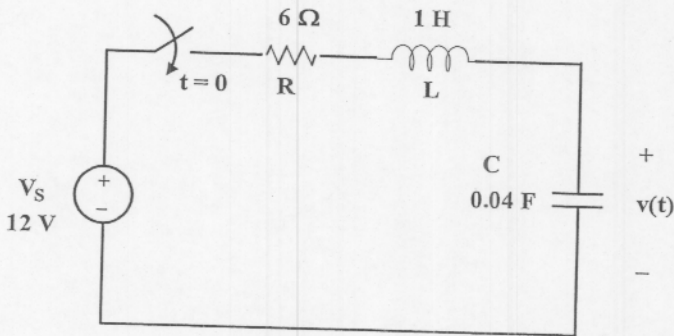 6 Ω
1 H
t = 0
R
L
C
0.04 F
+
v(t)
−
V_S
12 V
+
−